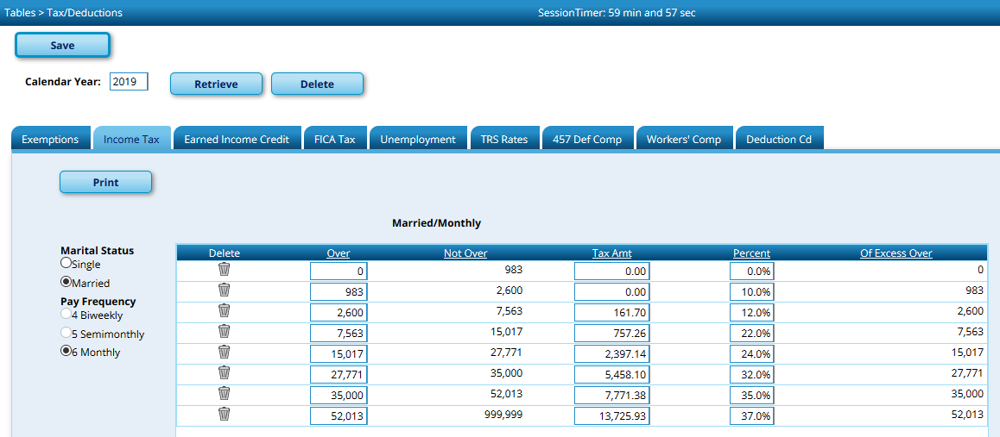 Tables > Tax/Deductions SessionTimer: 59 min and 57 sec
Save
Calendar Year: 2019 Retrieve Delete
Exemptions Income Tax Earned Income Credit FICA Tax Unemployment TRS Rates 457 Def Comp Workers' Comp Deduction Cd
Print
Married/Monthly
Marital Status
Single
Married
Pay Frequency
4 Biweekly
5 Semimonthly
6 Monthly
Delete Over Not Over Tax Amt Percent Of Excess Over
0 983 0.00 0.0% 0
983 2,600 0.00 10.0% 983
2,600 7,563 161.70 12.0% 2,600
7,563 15,017 757.26 22.0% 7,563
15,017 27,771 2,397.14 24.0% 15,017
27,771 35,000 5,458.10 32.0% 27,771
35,000 52,013 7,771.38 35.0% 35,000
52,013 999,999 13,725.93 37.0% 52,013